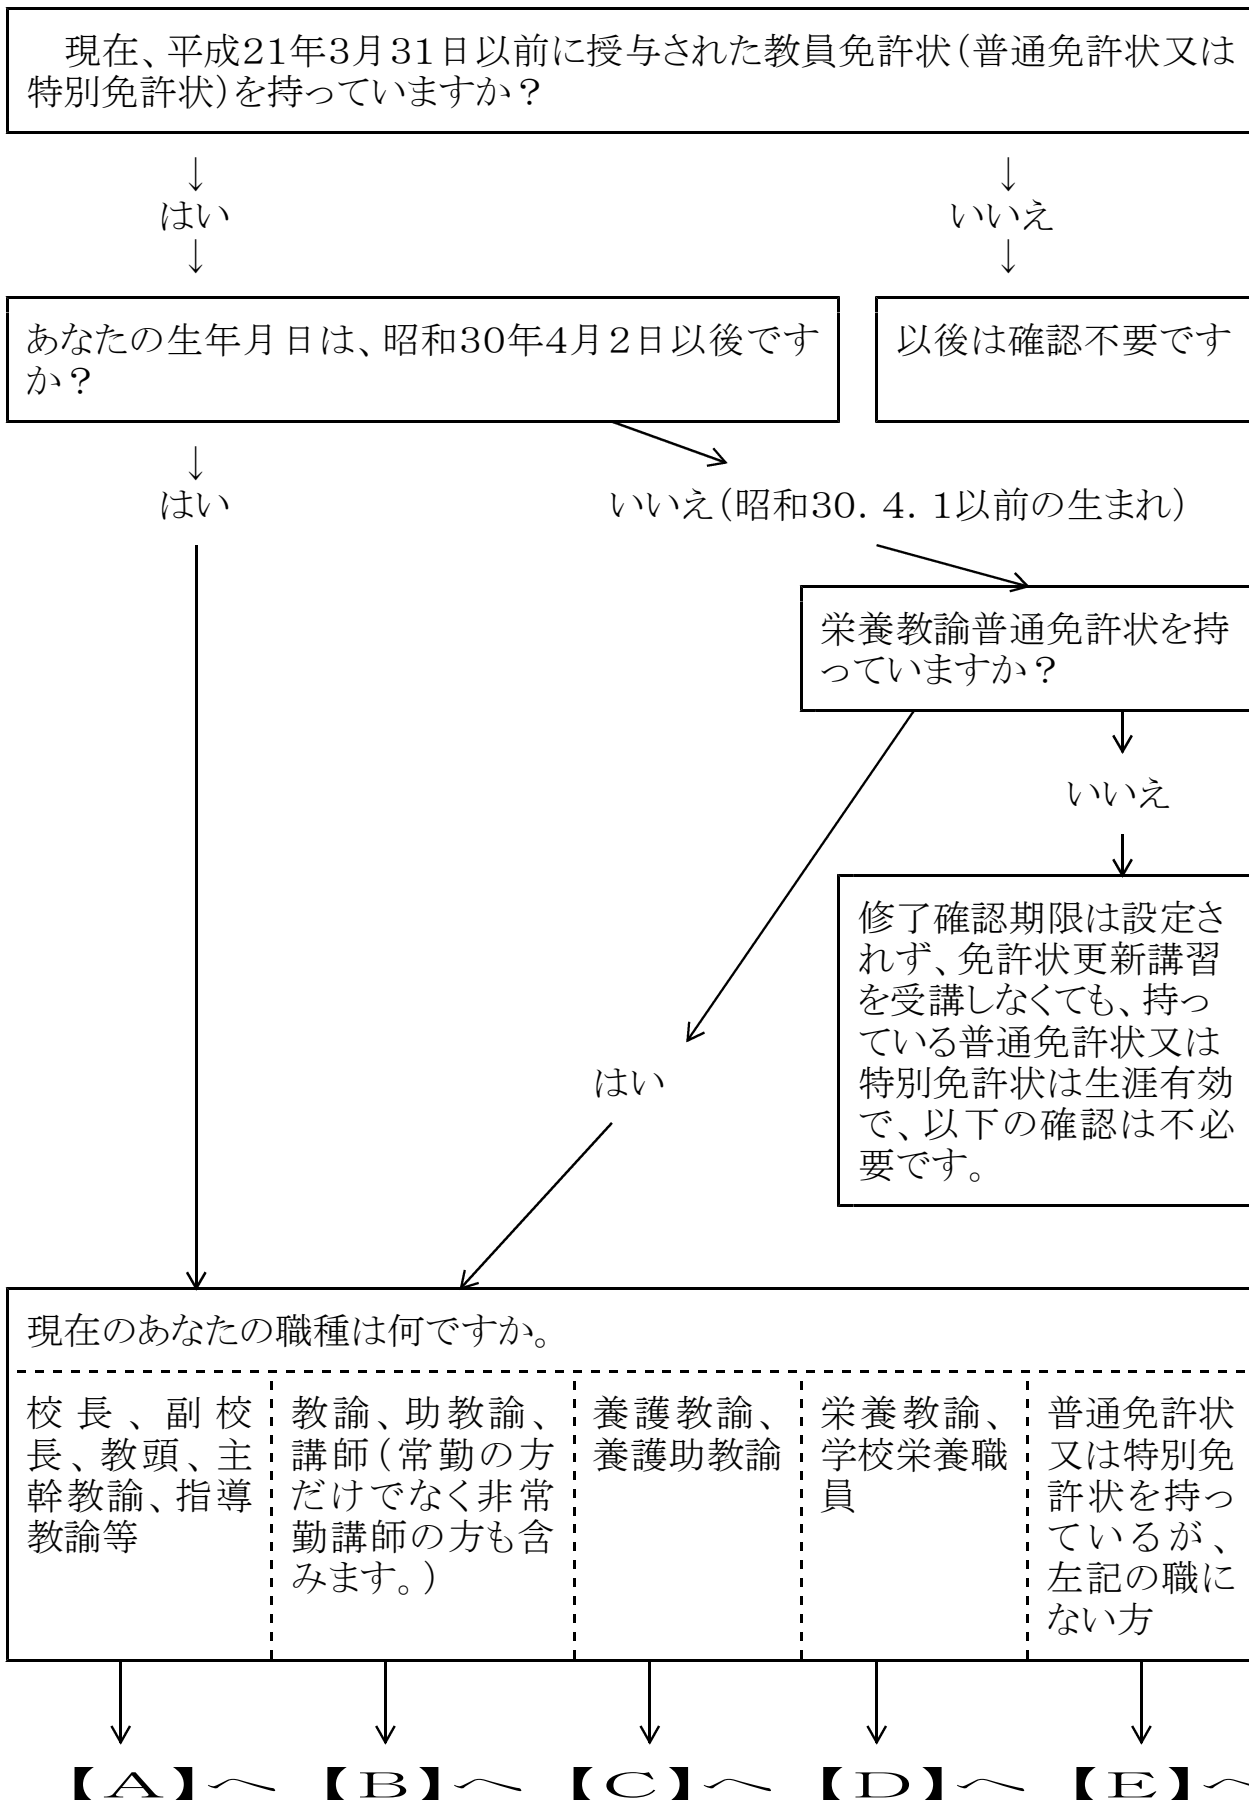 現在、平成21年3月31日以前に授与された教員免許状(普通免許状又は
特別免許状)を持っていますか?
↓
↓
はい
いいえ
↓
↓
あなたの生年月日は、昭和30年4月2日以後です
か?
以後は確認不要です
↓
はい
いいえ(昭和30.4.1以前の生まれ)
栄養教諭普通免許状を持
っていますか?
いいえ
修了確認期限は設定さ
れず、免許状更新講習
を受講しなくても、持っ
ている普通免許状又は
特別免許状は生涯有効
で、以下の確認は不必
要です。
はい
現在のあなたの職種は何ですか。
校長、副校
長、教頭、主
幹教諭、指導
教諭等
教諭、助教諭、
講師(常勤の方
だけでなく非常
勤講師の方も含
みます。)
養護教諭、
養護助教諭
栄養教諭、
学校栄養職
員
普通免許状
又は特別免
許状を持っ
ているが、
左記の職に
ない方
【A】へ
【B】へ
【C】へ
【D】へ
【E】へ